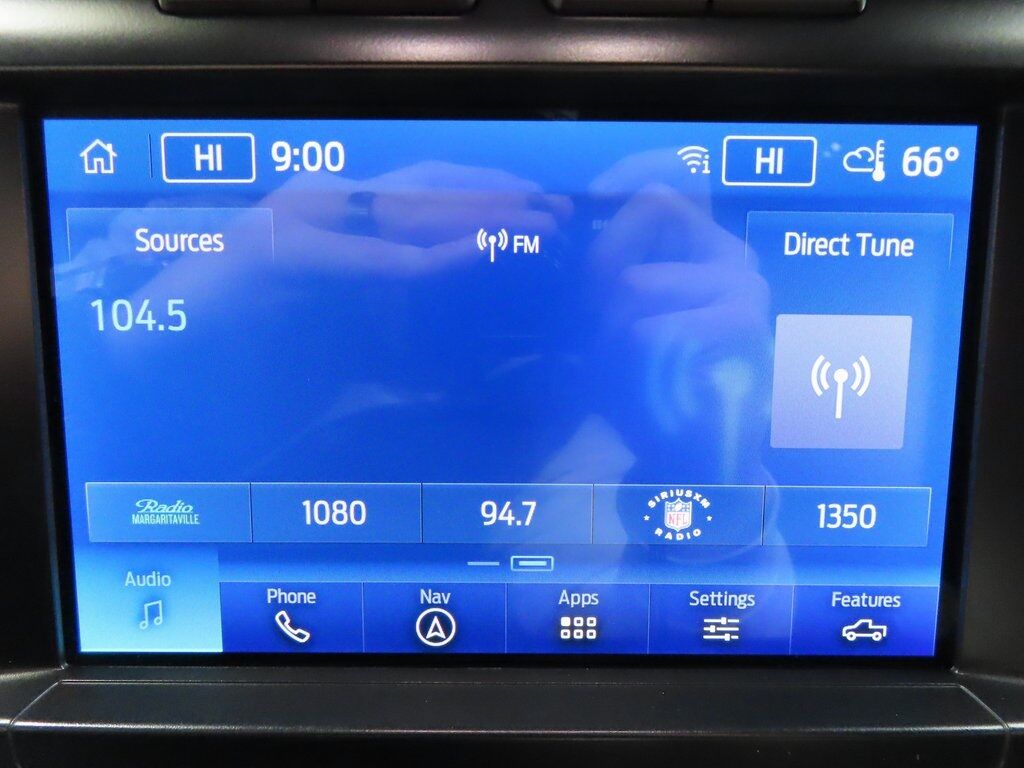 HI 9:00 HI 66°
Sources FM Direct Tune
104.5
Radio MARGARITAVILLE 1080 94.7 SIRIUSXM NFL RADIO 1350
Audio Phone Nav Apps Settings Features